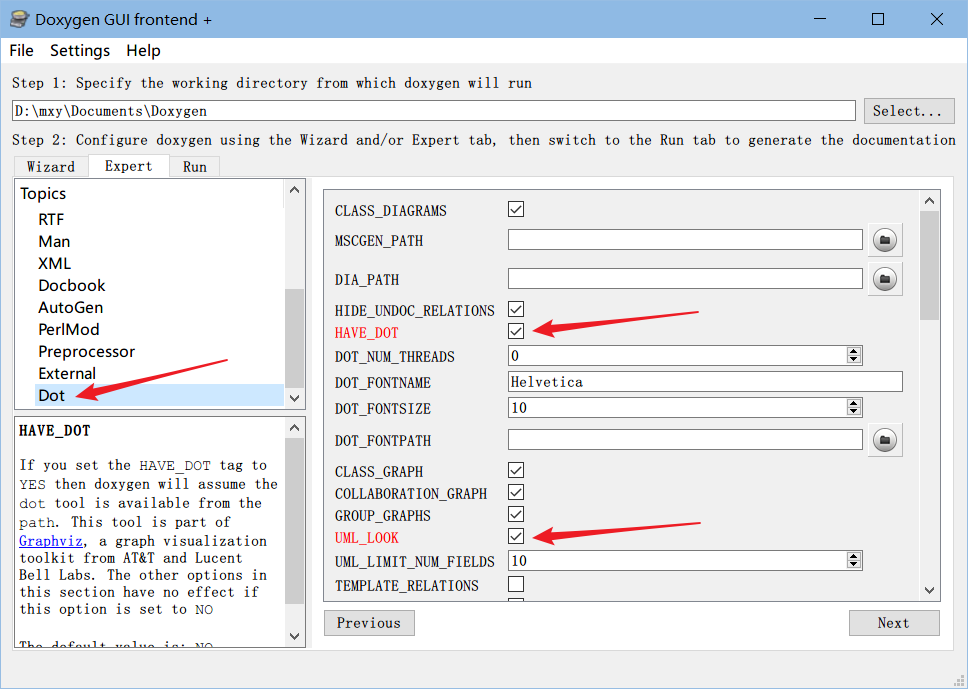 Doxygen GUI frontend +
File Settings Help
Step 1: Specify the working directory from which doxygen will run
D:\mxy\Documents\Doxygen
Select...
Step 2: Configure doxygen using the Wizard and/or Expert tab, then switch to the Run tab to generate the documentation
Wizard Expert Run
Topics
RTF
Man
XML
Docbook
AutoGen
PerlMod
Preprocessor
External
Dot
HAVE_DOT
If you set the HAVE_DOT tag to
YES then doxygen will assume the
dot tool is available from the
path. This tool is part of
Graphviz, a graph visualization
toolkit from AT&T and Lucent
Bell Labs. The other options in
this section have no effect if
this option is set to NO
The default value is: NO
CLASS_DIAGRAMS
MSCGEN_PATH
DIA_PATH
HIDE_UNDOC_RELATIONS
HAVE_DOT
DOT_NUM_THREADS 0
DOT_FONTNAME Helvetica
DOT_FONTSIZE 10
DOT_FONTPATH
CLASS_GRAPH
COLLABORATION_GRAPH
GROUP_GRAPHS
UML_LOOK
UML_LIMIT_NUM_FIELDS 10
TEMPLATE_RELATIONS
Previous Next